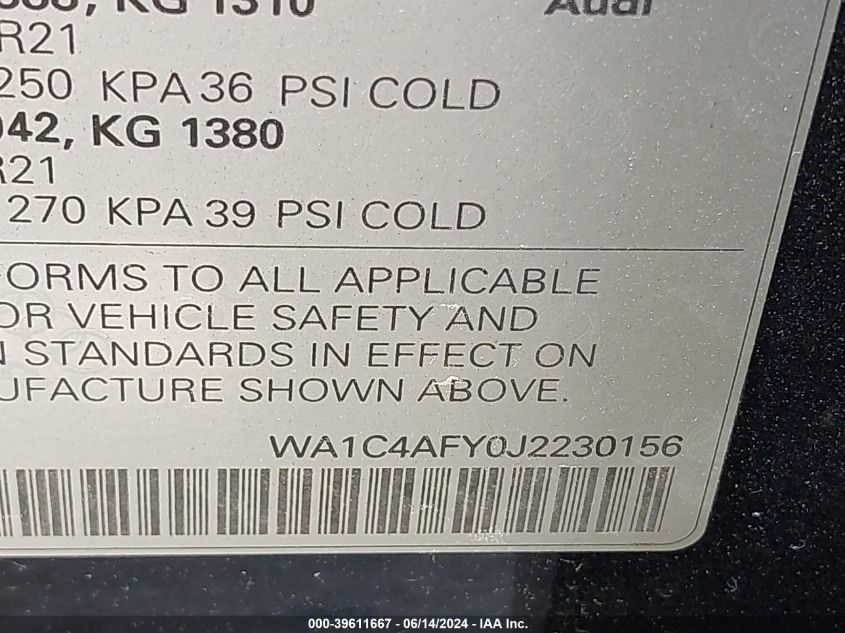 KG 1310 Audi
R21
250 KPA 36 PSI COLD
042, KG 1380
R21
270 KPA 39 PSI COLD
FORMS TO ALL APPLICABLE
OR VEHICLE SAFETY AND
N STANDARDS IN EFFECT ON
UFACTURE SHOWN ABOVE.
WA1C4AFY0J2230156
000-39611667 - 06/14/2024 - IAA Inc.